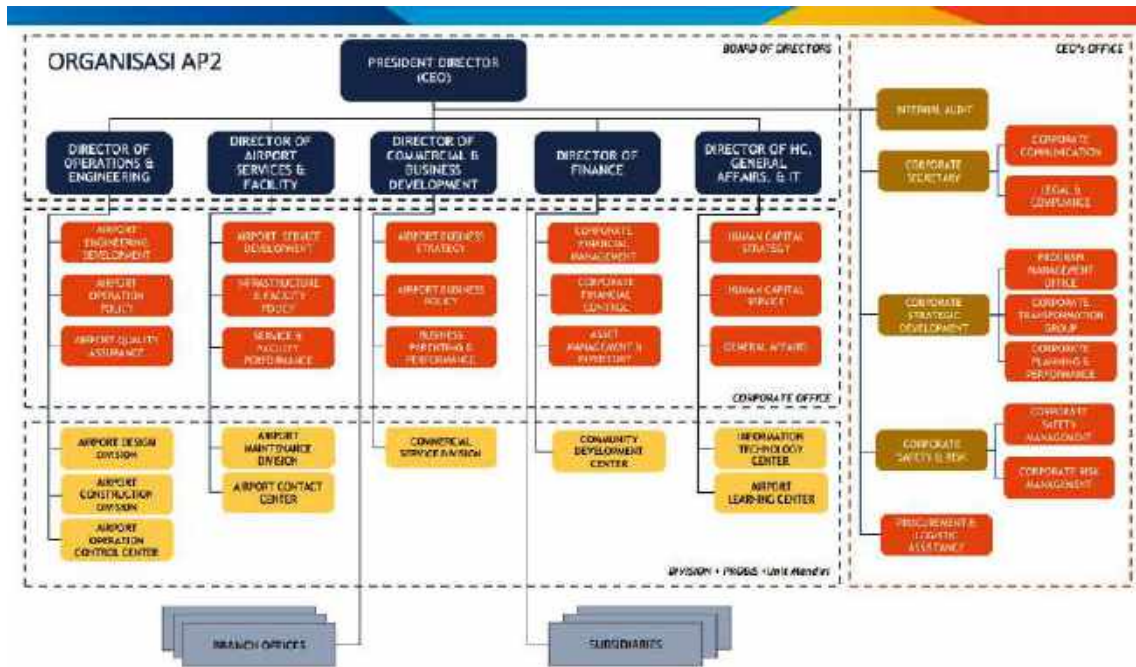 ORGANISASI AP2
BOARD OF DIRECTORS
CEO's OFFICE
PRESIDENT DIRECTOR
(CEO)
DIRECTOR OF
OPERATIONS &
ENGINEERING
DIRECTOR OF
AIRPORT
SERVICES &
FACILITY
DIRECTOR OF
COMMERCIAL &
BUSINESS
DEVELOPMENT
DIRECTOR OF
FINANCE
DIRECTOR OF HC,
GENERAL
AFFAIRS, & IT
AIRPORT
ENGINEERING
DEVELOPMENT
AIRPORT
OPERATION
POLICY
AIRPORT QUALITY
ASSURANCE
AIRPORT SERVICE
DEVELOPMENT
INFRASTRUCTURE
& FACILITY
POLICY
SERVICE &
FACILITY
PERFORMANCE
AIRPORT BUSINESS
STRATEGY
AIRPORT BUSINESS
POLICY
BUSINESS
PARENTING &
PERFORMANCE
CORPORATE
FINANCIAL
MANAGEMENT
CORPORATE
FINANCIAL
CONTROL
ASSET
MANAGEMENT &
INVENTORY
HUMAN CAPITAL
STRATEGY
HUMAN CAPITAL
SERVICE
GENERAL AFFAIRS
CORPORATE OFFICE
AIRPORT DESIGN
DIVISION
AIRPORT
CONSTRUCTION
DIVISION
AIRPORT
OPERATION
CONTROL CENTER
AIRPORT
MAINTENANCE
DIVISION
AIRPORT CONTACT
CENTER
COMMERCIAL
SERVICE DIVISION
COMMUNITY
DEVELOPMENT
CENTER
INFORMATION
TECHNOLOGY
CENTER
AIRPORT
LEARNING CENTER
DIVISION + PROBIS +Unit Mandiri
BRANCH OFFICES
SUBSIDIARIES
INTERNAL AUDIT
CORPORATE
SECRETARY
CORPORATE
COMMUNICATION
LEGAL &
COMPLIANCE
CORPORATE
STRATEGIC
DEVELOPMENT
PROGRAM
MANAGEMENT
OFFICE
CORPORATE
TRANSFORMATION
GROUP
CORPORATE
PLANNING &
PERFORMANCE
CORPORATE
SAFETY & RISK
CORPORATE
SAFETY
MANAGEMENT
CORPORATE RISK
MANAGEMENT
PROCUREMENT &
LOGISTIC
ASSISTANCY